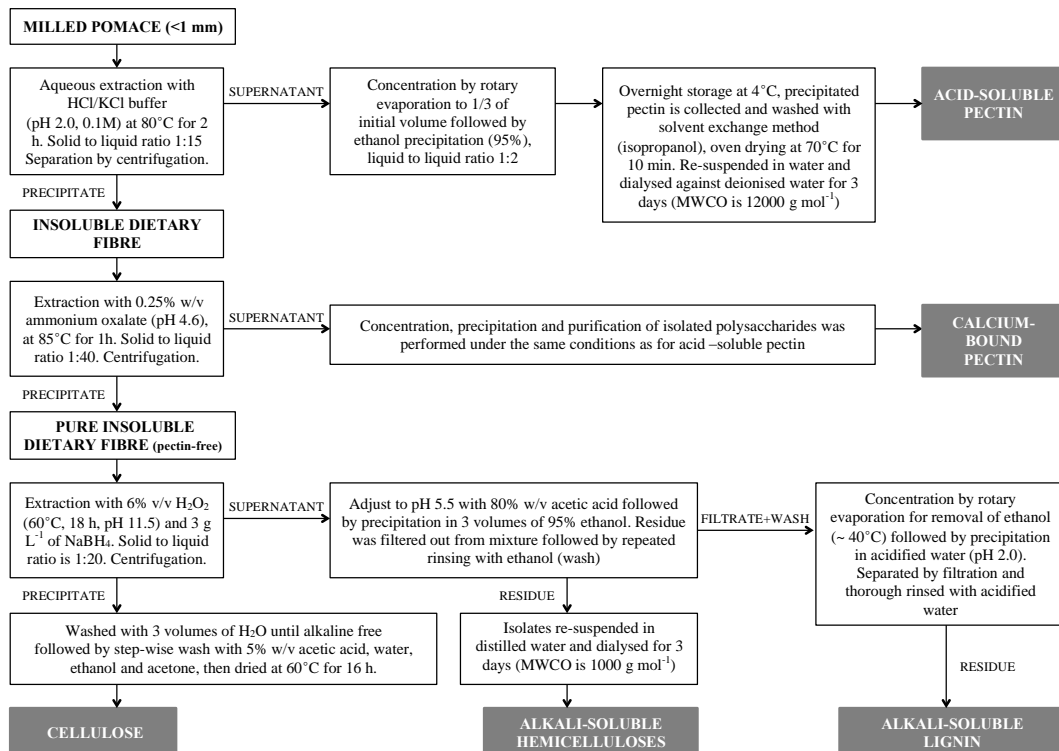 MILLED POMACE (<1 mm)
Aqueous extraction with
HCl/KCl buffer
(pH 2.0, 0.1M) at 80°C for 2
h. Solid to liquid ratio 1:15
Separation by centrifugation.
SUPERNATANT
Concentration by rotary
evaporation to 1/3 of
initial volume followed by
ethanol precipitation (95%),
liquid to liquid ratio 1:2
Overnight storage at 4°C, precipitated
pectin is collected and washed with
solvent exchange method
(isopropanol), oven drying at 70°C for
10 min. Re-suspended in water and
dialysed against deionised water for 3
days (MWCO is 12000 g mol⁻¹)
ACID-SOLUBLE
PECTIN
PRECIPITATE
INSOLUBLE DIETARY
FIBRE
Extraction with 0.25% w/v
ammonium oxalate (pH 4.6),
at 85°C for 1h. Solid to liquid
ratio 1:40. Centrifugation.
SUPERNATANT
Concentration, precipitation and purification of isolated polysaccharides was
performed under the same conditions as for acid –soluble pectin
CALCIUM-
BOUND
PECTIN
PRECIPITATE
PURE INSOLUBLE
DIETARY FIBRE (pectin-free)
Extraction with 6% v/v H₂O₂
(60°C, 18 h, pH 11.5) and 3 g
L⁻¹ of NaBH₄. Solid to liquid
ratio is 1:20. Centrifugation.
SUPERNATANT
Adjust to pH 5.5 with 80% w/v acetic acid followed
by precipitation in 3 volumes of 95% ethanol. Residue
was filtered out from mixture followed by repeated
rinsing with ethanol (wash)
FILTRATE+WASH
Concentration by rotary
evaporation for removal of ethanol
(~ 40°C) followed by precipitation
in acidified water (pH 2.0).
Separated by filtration and
thorough rinsed with acidified
water
PRECIPITATE
Washed with 3 volumes of H₂O until alkaline free
followed by step-wise wash with 5% w/v acetic acid, water,
ethanol and acetone, then dried at 60°C for 16 h.
RESIDUE
Isolates re-suspended in
distilled water and dialysed for 3
days (MWCO is 1000 g mol⁻¹)
RESIDUE
CELLULOSE
ALKALI-SOLUBLE
HEMICELLULOSES
ALKALI-SOLUBLE
LIGNIN